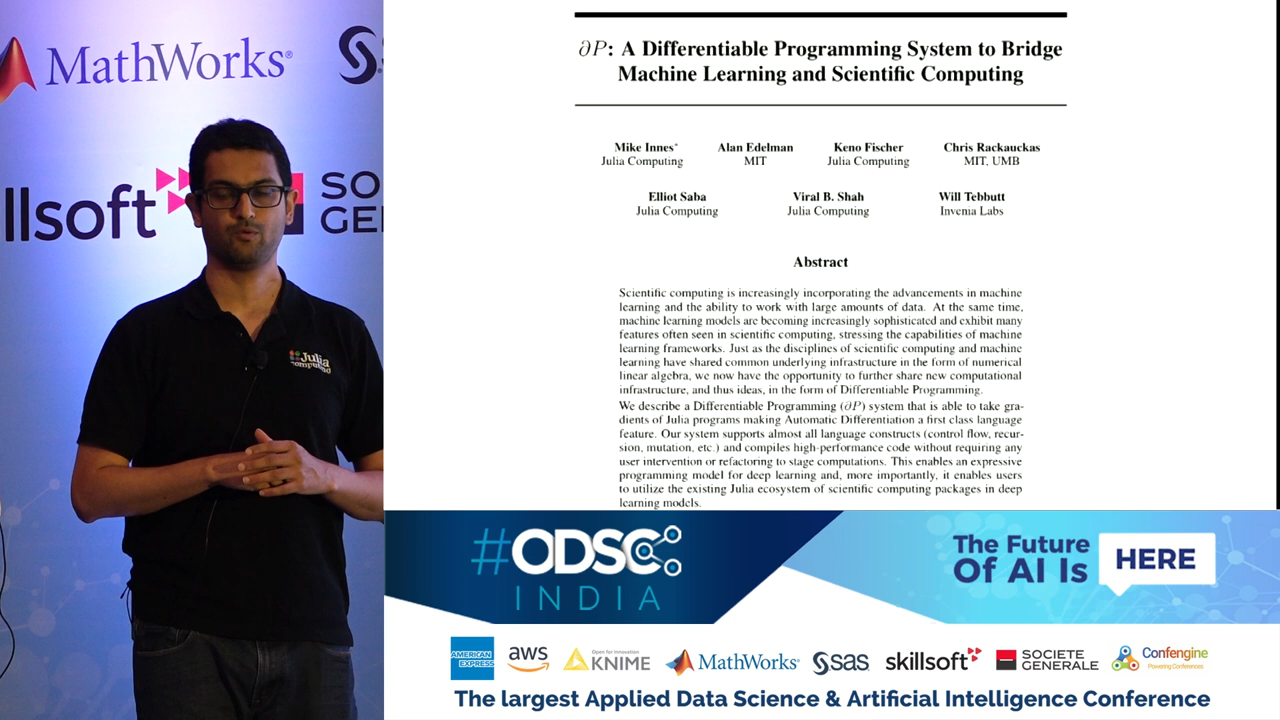 MathWorks®
S
llsoft
SO
GE
Julia
computing
∂P: A Differentiable Programming System to Bridge
Machine Learning and Scientific Computing
Mike Innes* Alan Edelman Keno Fischer Chris Rackauckas
Julia Computing MIT Julia Computing MIT, UMB
Elliot Saba Viral B. Shah Will Tebbutt
Julia Computing Julia Computing Invenia Labs
Abstract
Scientific computing is increasingly incorporating the advancements in machine
learning and the ability to work with large amounts of data. At the same time,
machine learning models are becoming increasingly sophisticated and exhibit many
features often seen in scientific computing, stressing the capabilities of machine
learning frameworks. Just as the disciplines of scientific computing and machine
learning have shared common underlying infrastructure in the form of numerical
linear algebra, we now have the opportunity to further share new computational
infrastructure, and thus ideas, in the form of Differentiable Programming.
We describe a Differentiable Programming (∂P) system that is able to take gra-
dients of Julia programs making Automatic Differentiation a first class language
feature. Our system supports almost all language constructs (control flow, recur-
sion, mutation, etc.) and compiles high-performance code without requiring any
user intervention or refactoring to stage computations. This enables an expressive
programming model for deep learning and, more importantly, it enables users
to utilize the existing Julia ecosystem of scientific computing packages in deep
learning models.
#ODSC
INDIA
The Future
Of AI Is HERE
AMERICAN
EXPRESS
aws
Open for Innovation
KNIME
MathWorks®
sas
skillsoft
SOCIETE
GENERALE
Confengine
Powering Conferences
The largest Applied Data Science & Artificial Intelligence Conference